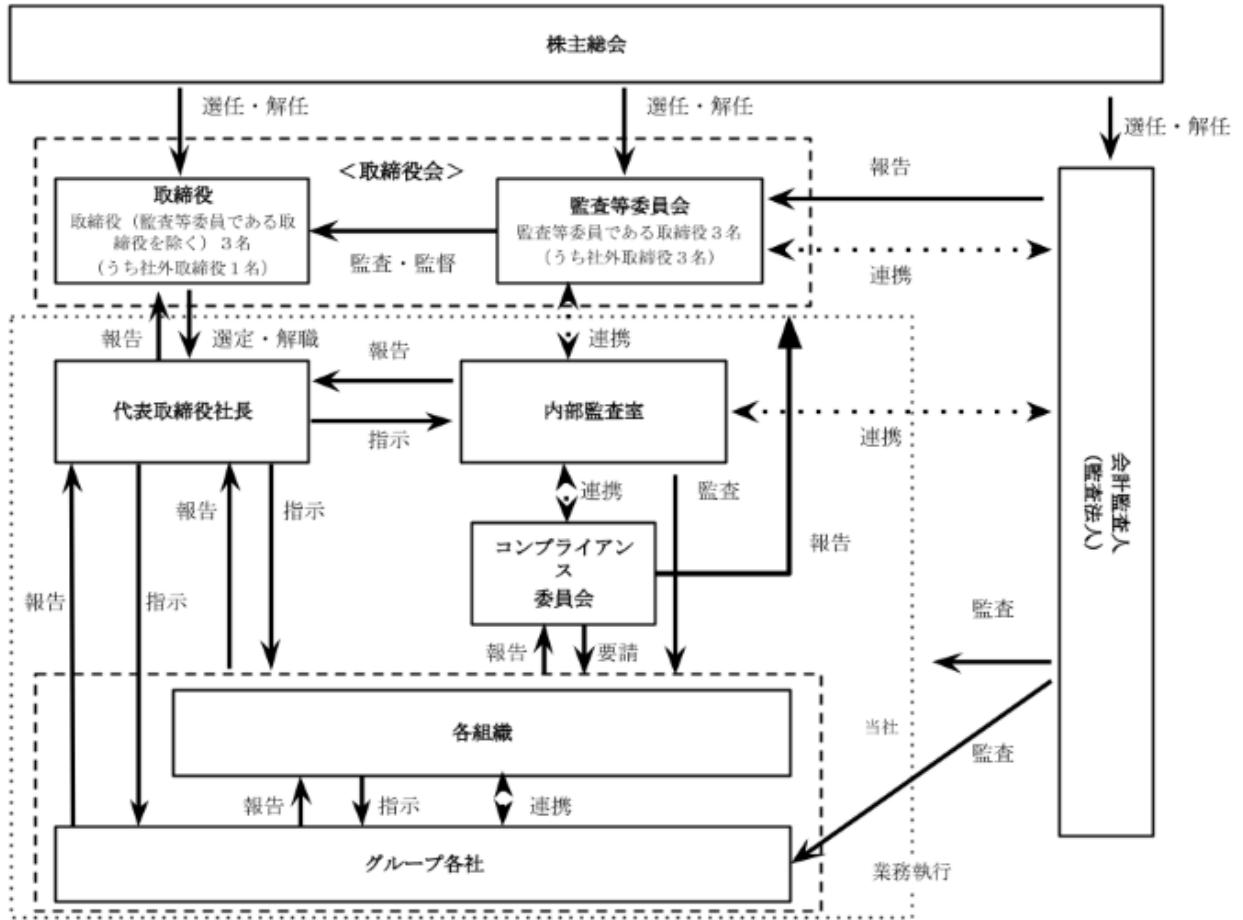 株主総会
選任・解任
選任・解任
選任・解任
＜取締役会＞
取締役
取締役（監査等委員である取
締役を除く）３名
（うち社外取締役１名）
監査・監督
監査等委員会
監査等委員である取締役３名
（うち社外取締役３名）
報告
連携
報告
選定・解職
連携
代表取締役社長
報告
指示
内部監査室
連携
会計監査人
（監査法人）
報告
指示
連携
監査
コンプライアン
ス
委員会
報告
報告
指示
報告
要請
監査
各組織
当社
監査
報告
指示
連携
グループ各社
業務執行